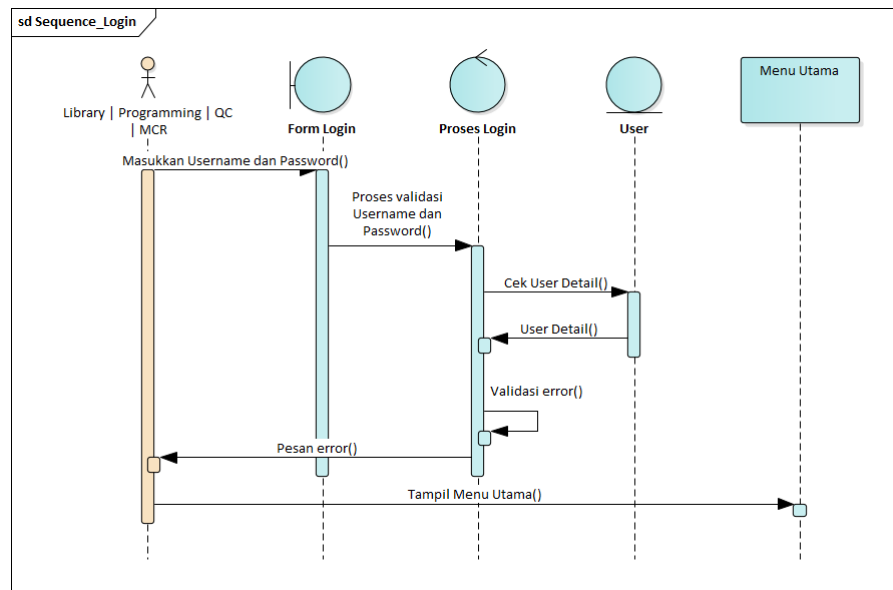 sd Sequence_Login
Library | Programming | QC
| MCR
Form Login
Proses Login
User
Menu Utama
Masukkan Username dan Password()
Proses validasi
Username dan
Password()
Cek User Detail()
User Detail()
Validasi error()
Pesan error()
Tampil Menu Utama()